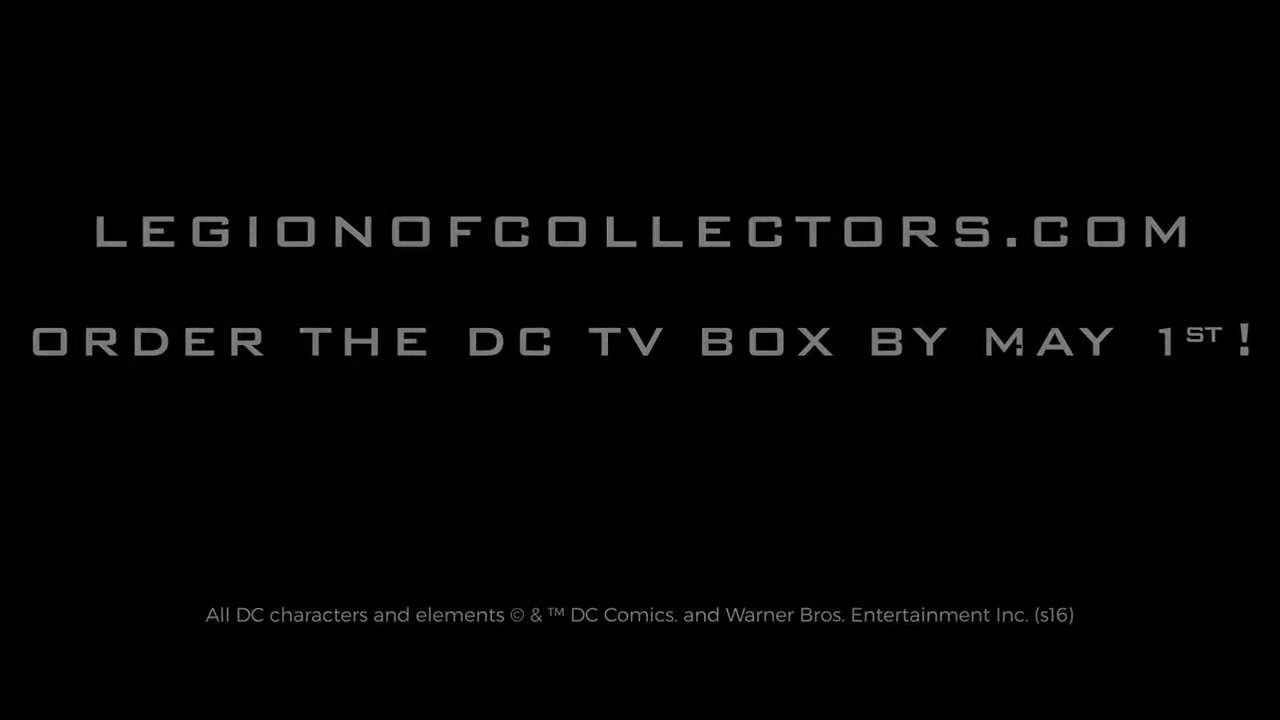 LEGIONOFCOLLECTORS.COM
ORDER THE DC TV BOX BY MAY 1ST!
All DC characters and elements © & ™ DC Comics. and Warner Bros. Entertainment Inc. (s16)